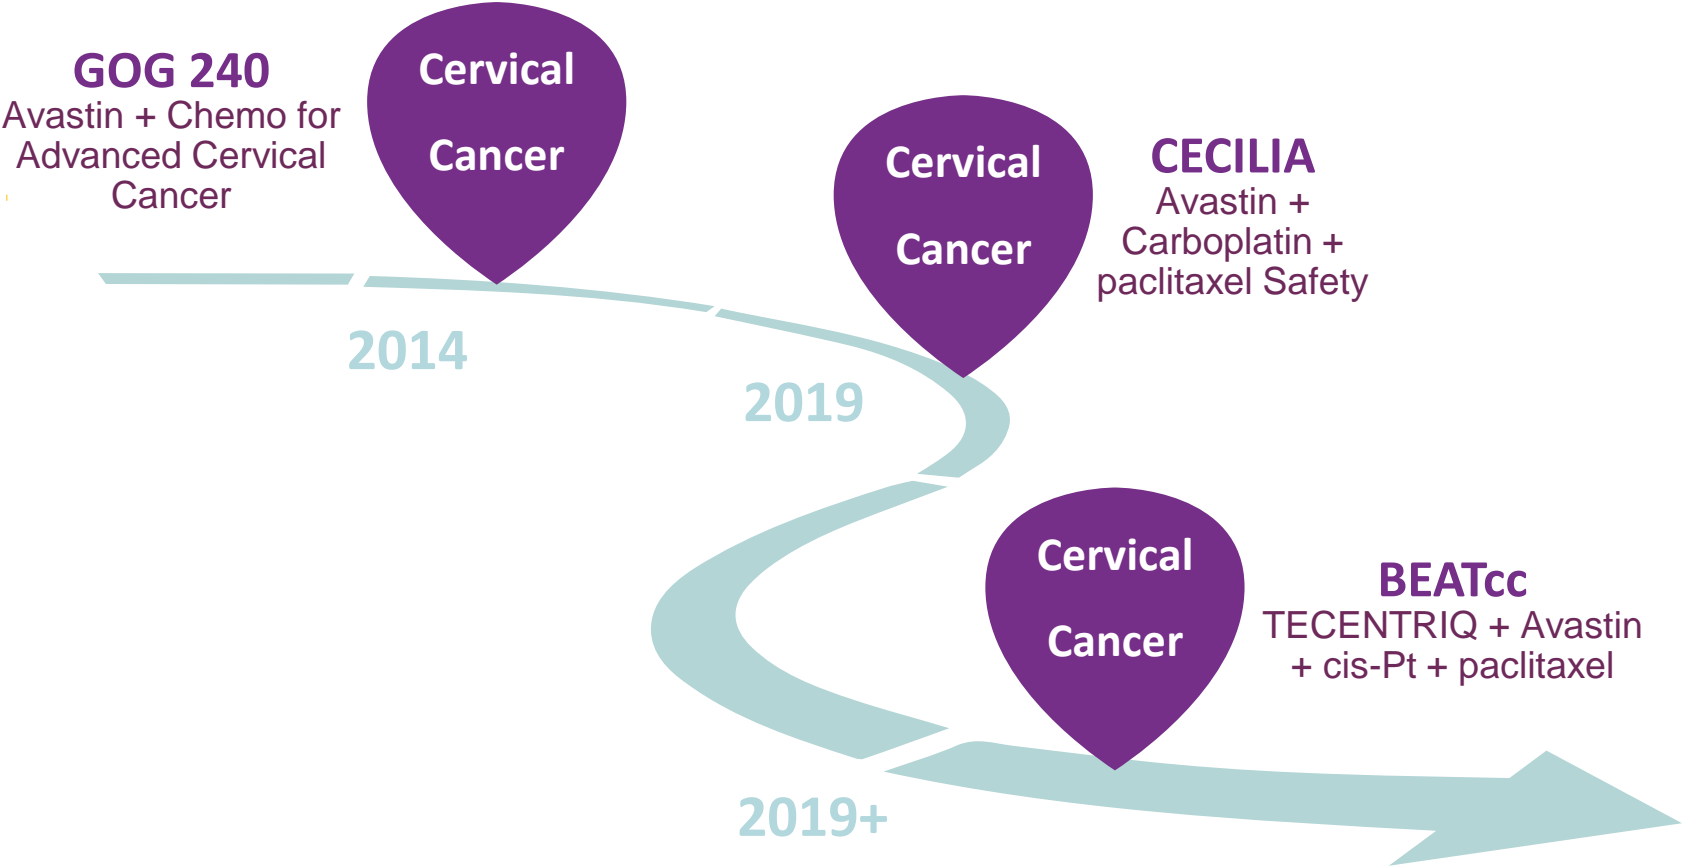 GOG 240
Avastin + Chemo for
Advanced Cervical
Cancer
Cervical
Cancer
2014
Cervical
Cancer
CECILIA
Avastin +
Carboplatin +
paclitaxel Safety
2019
Cervical
Cancer
BEATcc
TECENTRIQ + Avastin
+ cis-Pt + paclitaxel
2019+